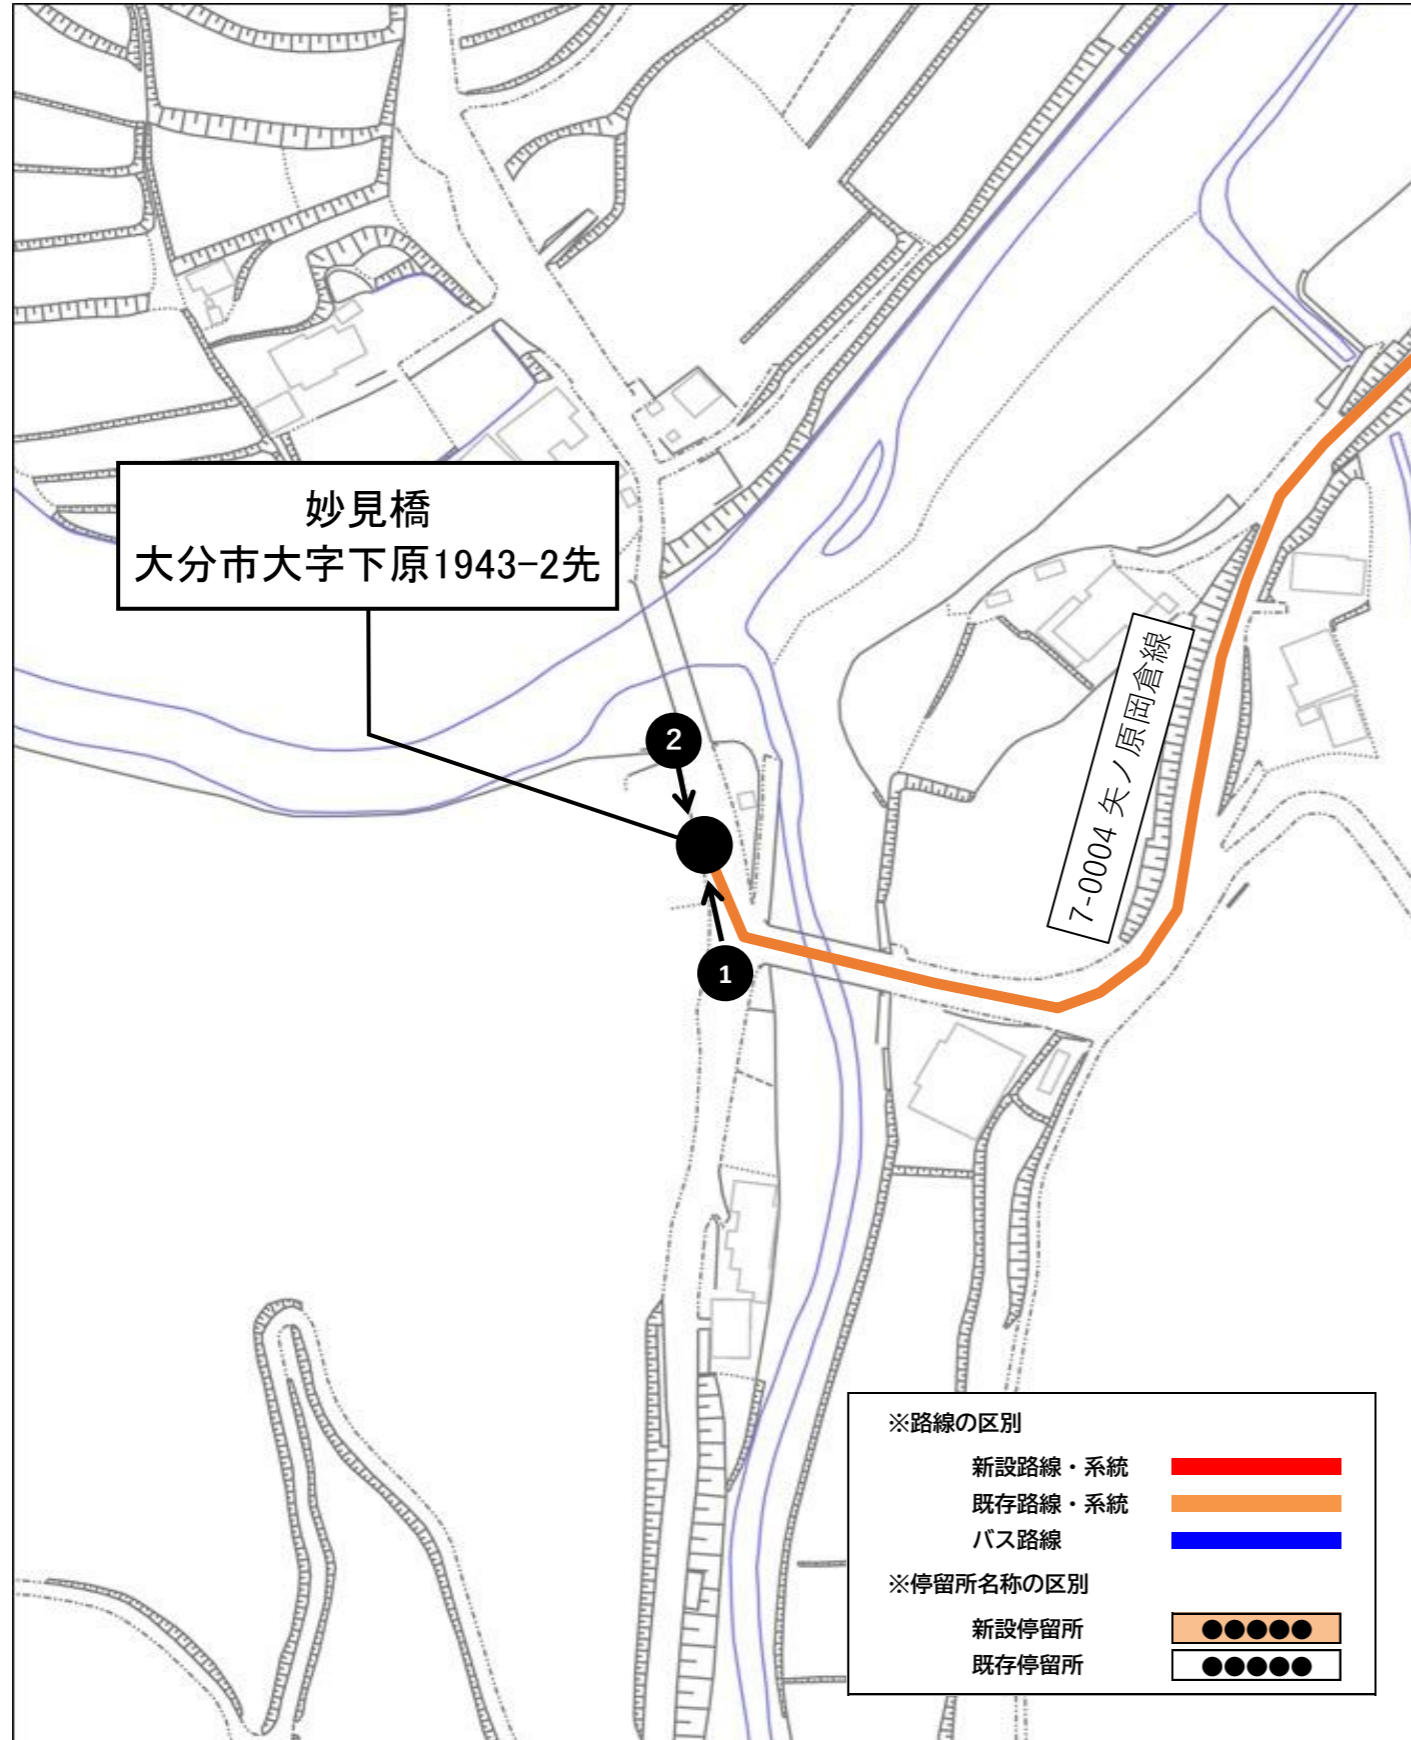 妙見橋
大分市大字下原1943-2先
2
1
7-0004 矢ノ原岡倉線
※路線の区別
新設路線・系統
既存路線・系統
バス路線
※停留所名称の区別
新設停留所 ●●●●●
既存停留所 ●●●●●